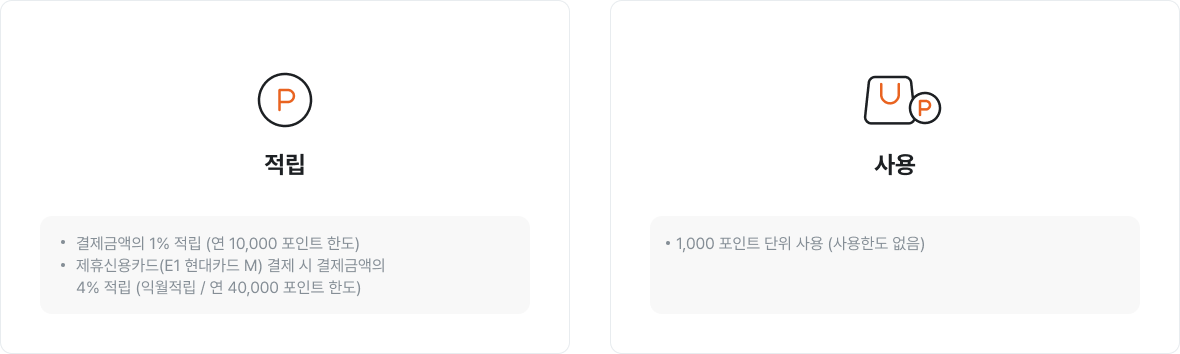 P
적립
• 결제금액의 1% 적립 (연 10,000 포인트 한도)
• 제휴신용카드(E1 현대카드 M) 결제 시 결제금액의
4% 적립 (익월적립 / 연 40,000 포인트 한도)
P
사용
• 1,000 포인트 단위 사용 (사용한도 없음)